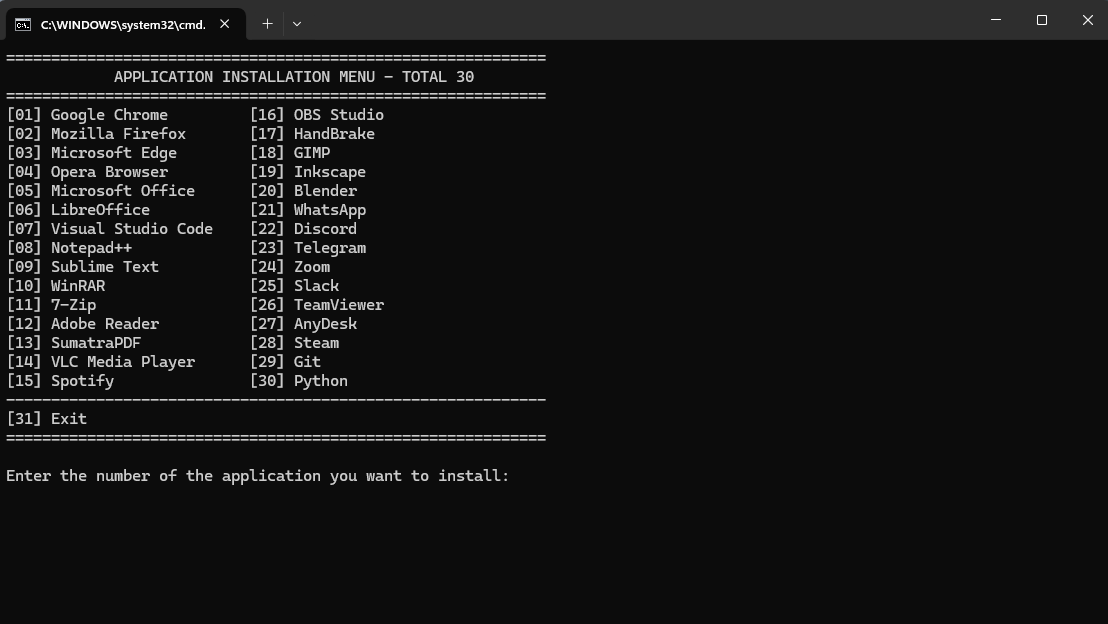 C:\WINDOWS\system32\cmd.
============================================================
APPLICATION INSTALLATION MENU - TOTAL 30
============================================================
[01] Google Chrome [16] OBS Studio
[02] Mozilla Firefox [17] HandBrake
[03] Microsoft Edge [18] GIMP
[04] Opera Browser [19] Inkscape
[05] Microsoft Office [20] Blender
[06] LibreOffice [21] WhatsApp
[07] Visual Studio Code [22] Discord
[08] Notepad++ [23] Telegram
[09] Sublime Text [24] Zoom
[10] WinRAR [25] Slack
[11] 7-Zip [26] TeamViewer
[12] Adobe Reader [27] AnyDesk
[13] SumatraPDF [28] Steam
[14] VLC Media Player [29] Git
[15] Spotify [30] Python
------------------------------------------------------------
[31] Exit
============================================================
Enter the number of the application you want to install: